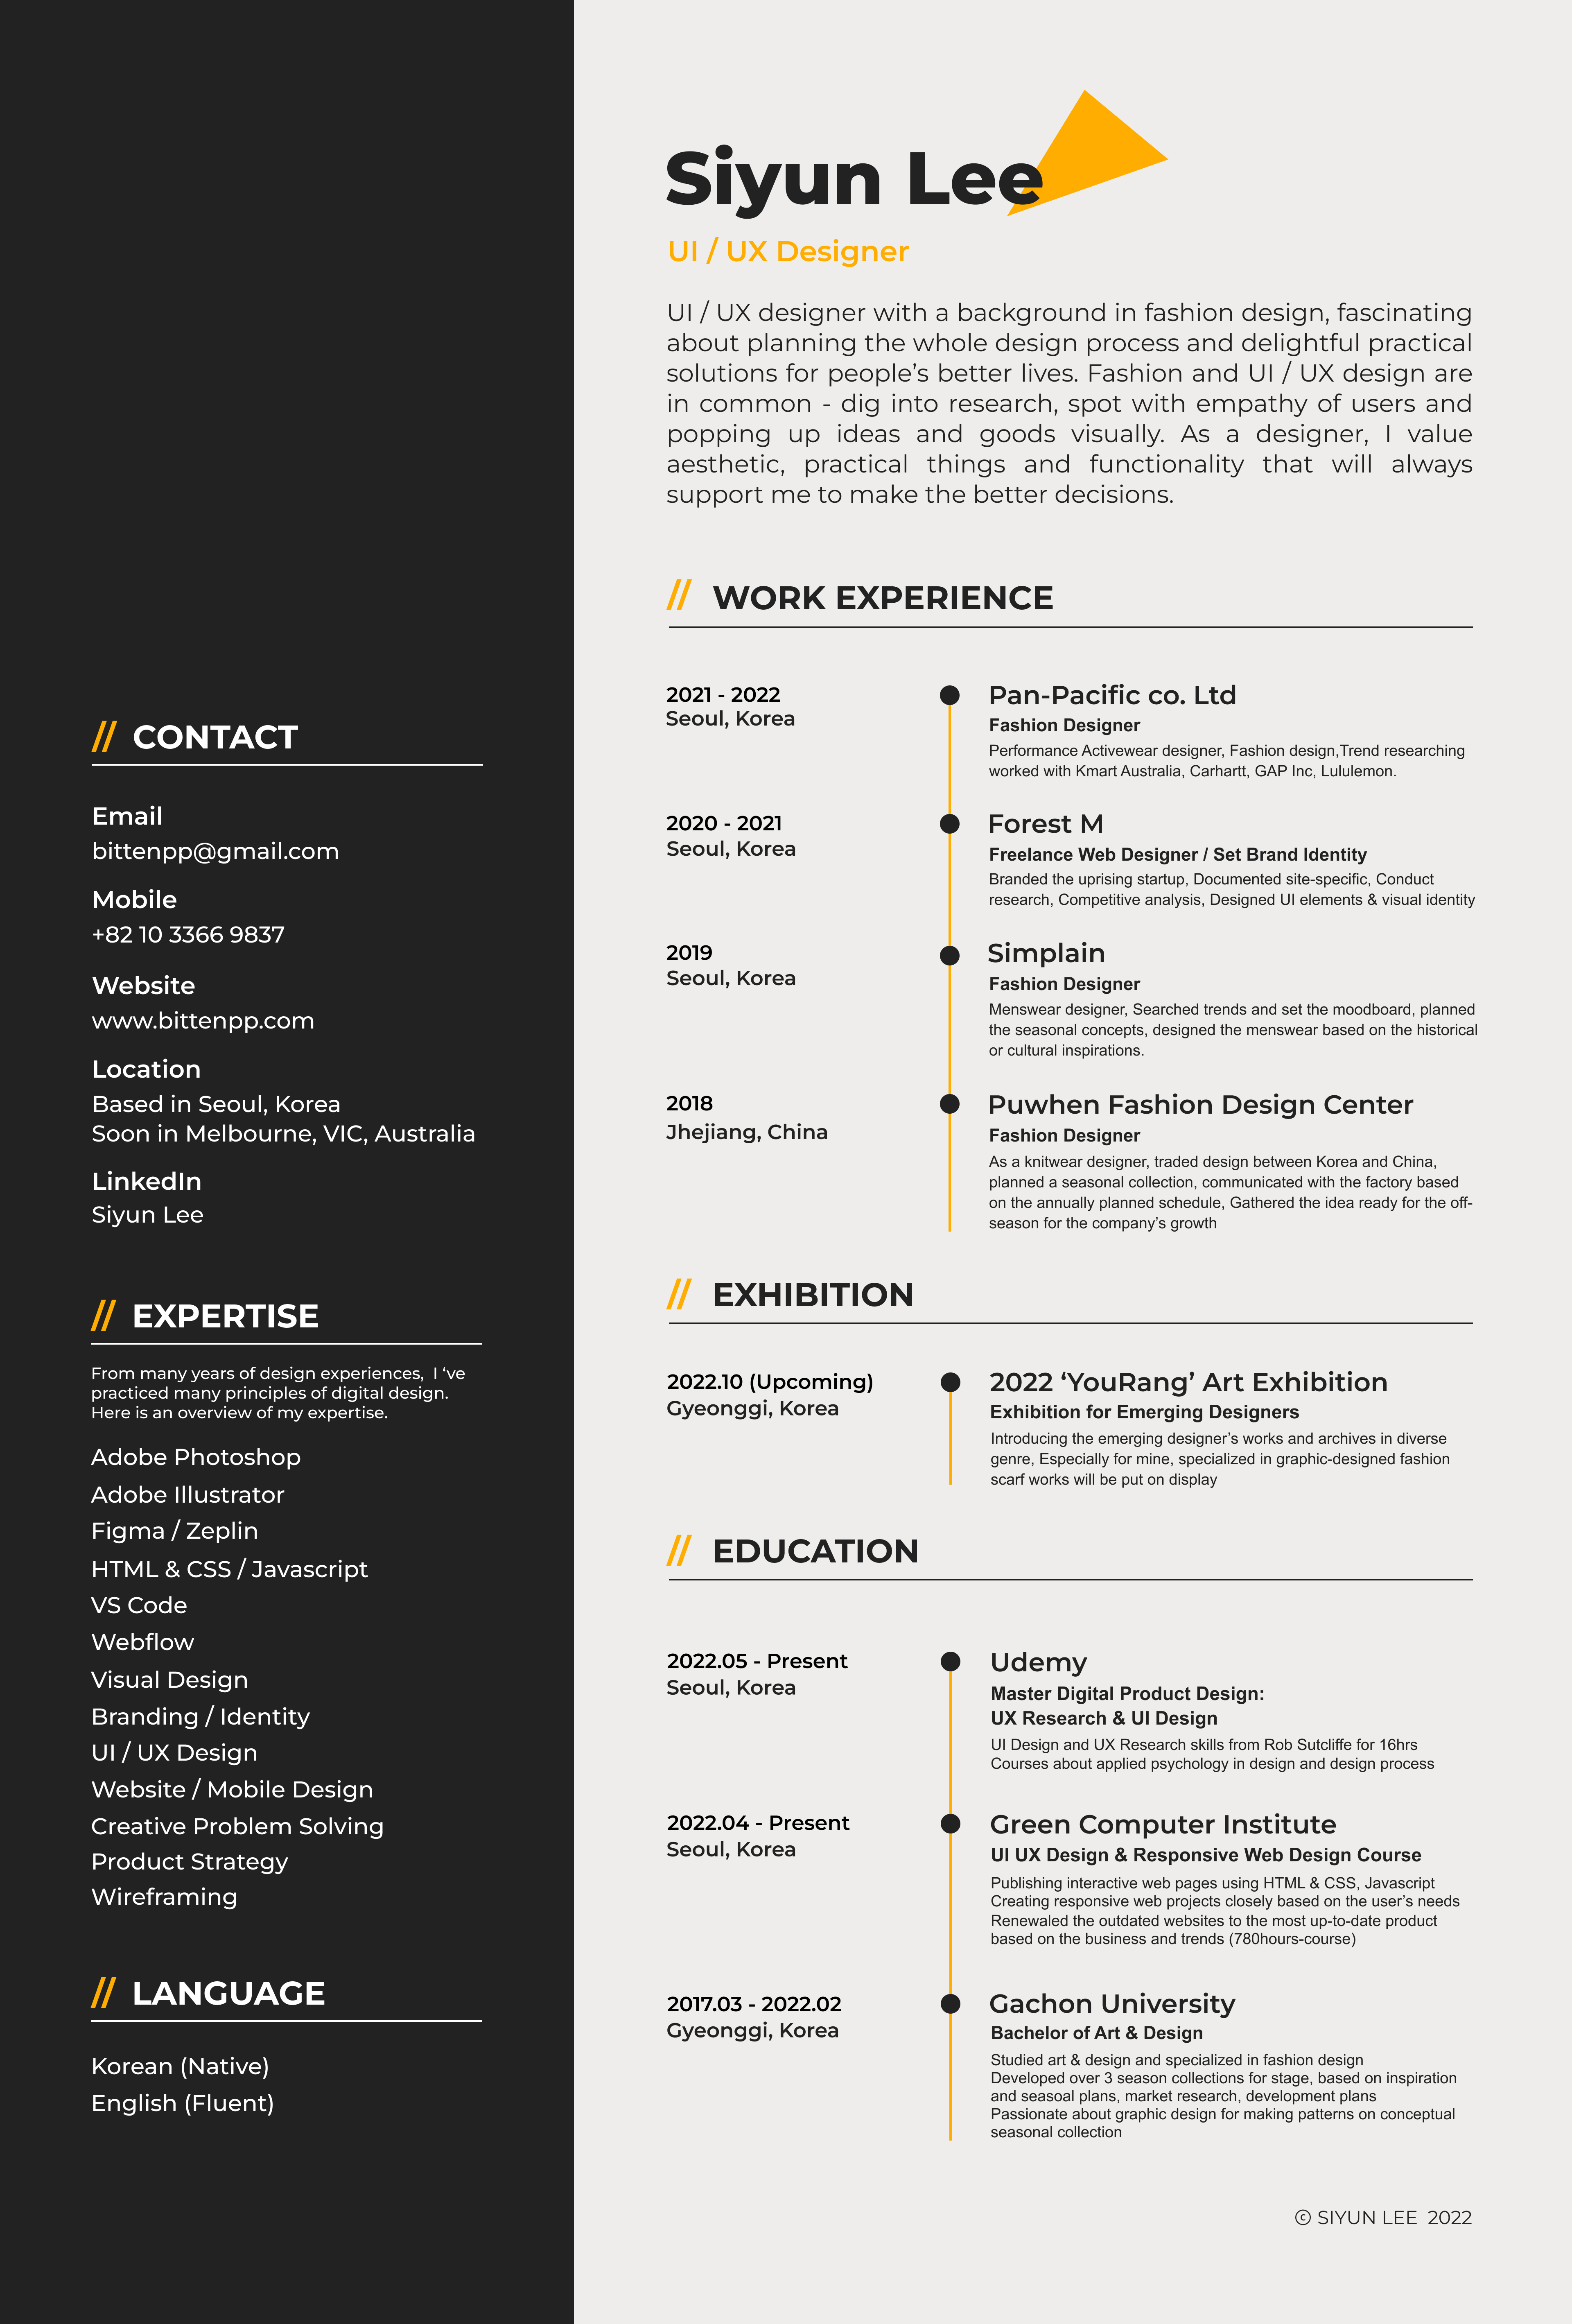 Siyun Lee
UI / UX Designer
UI / UX designer with a background in fashion design, fascinating
about planning the whole design process and delightful practical
solutions for people’s better lives. Fashion and UI / UX design are
in common - dig into research, spot with empathy of users and
popping up ideas and goods visually. As a designer, I value
aesthetic, practical things and functionality that will always
support me to make the better decisions.
// CONTACT
Email
bittenpp@gmail.com
Mobile
+82 10 3366 9837
Website
www.bittenpp.com
Location
Based in Seoul, Korea
Soon in Melbourne, VIC, Australia
LinkedIn
Siyun Lee
// EXPERTISE
From many years of design experiences,  I ‘ve
practiced many principles of digital design.
Here is an overview of my expertise.
Adobe Photoshop
Adobe Illustrator
Figma / Zeplin
HTML & CSS / Javascript
VS Code
Webflow
Visual Design
Branding / Identity
UI / UX Design
Website / Mobile Design
Creative Problem Solving
Product Strategy
Wireframing
// LANGUAGE
Korean (Native)
English (Fluent)
// WORK EXPERIENCE
2021 - 2022
Seoul, Korea
Pan-Pacific co. Ltd
Fashion Designer
Performance Activewear designer, Fashion design,Trend researching
worked with Kmart Australia, Carhartt, GAP Inc, Lululemon.
2020 - 2021
Seoul, Korea
Forest M
Freelance Web Designer / Set Brand Identity
Branded the uprising startup, Documented site-specific, Conduct
research, Competitive analysis, Designed UI elements & visual identity
2019
Seoul, Korea
Simplain
Fashion Designer
Menswear designer, Searched trends and set the moodboard, planned
the seasonal concepts, designed the menswear based on the historical
or cultural inspirations.
2018
Jhejiang, China
Puwhen Fashion Design Center
Fashion Designer
As a knitwear designer, traded design between Korea and China,
planned a seasonal collection, communicated with the factory based
on the annually planned schedule, Gathered the idea ready for the off-
season for the company’s growth
// EXHIBITION
2022.10 (Upcoming)
Gyeonggi, Korea
2022 ‘YouRang’ Art Exhibition
Exhibition for Emerging Designers
Introducing the emerging designer’s works and archives in diverse
genre, Especially for mine, specialized in graphic-designed fashion
scarf works will be put on display
// EDUCATION
2022.05 - Present
Seoul, Korea
Udemy
Master Digital Product Design:
UX Research & UI Design
UI Design and UX Research skills from Rob Sutcliffe for 16hrs
Courses about applied psychology in design and design process
2022.04 - Present
Seoul, Korea
Green Computer Institute
UI UX Design & Responsive Web Design Course
Publishing interactive web pages using HTML & CSS, Javascript
Creating responsive web projects closely based on the user’s needs
Renewaled the outdated websites to the most up-to-date product
based on the business and trends (780hours-course)
2017.03 - 2022.02
Gyeonggi, Korea
Gachon University
Bachelor of Art & Design
Studied art & design and specialized in fashion design
Developed over 3 season collections for stage, based on inspiration
and seasoal plans, market research, development plans
Passionate about graphic design for making patterns on conceptual
seasonal collection
© SIYUN LEE  2022